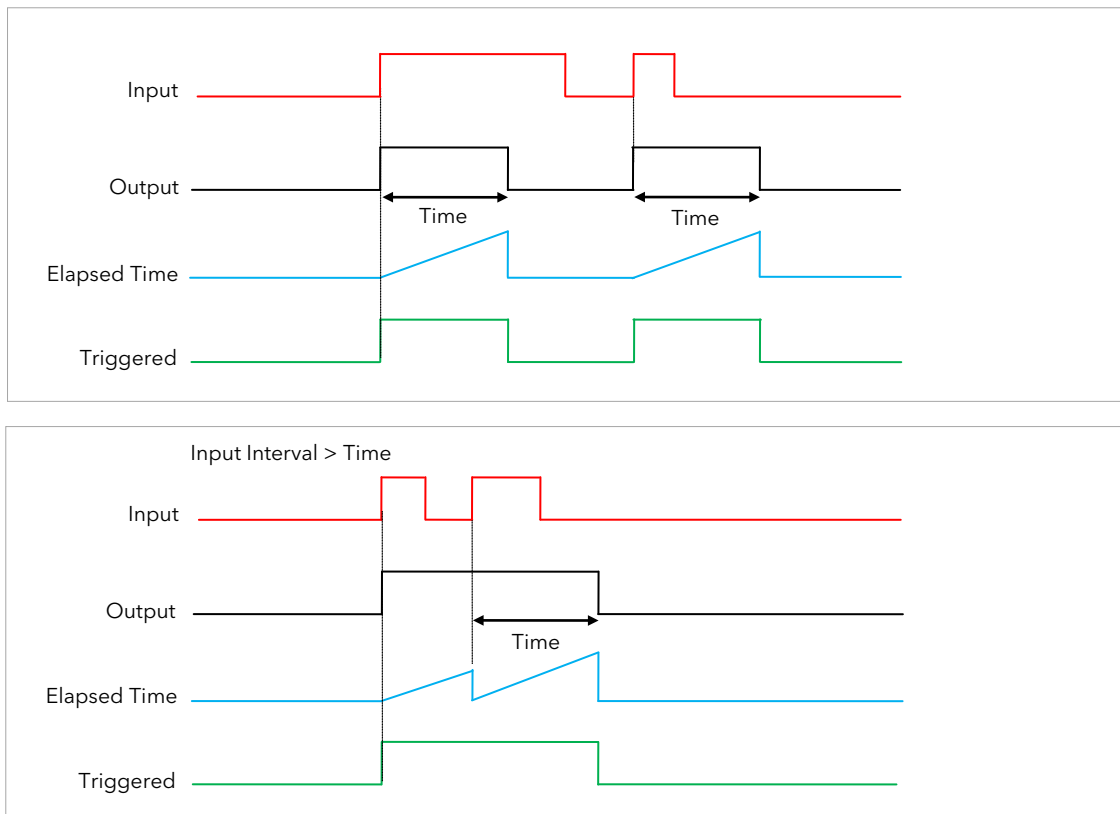 Input
Output
Time
Time
Elapsed Time
Triggered
Input Interval > Time
Input
Output
Time
Elapsed Time
Triggered